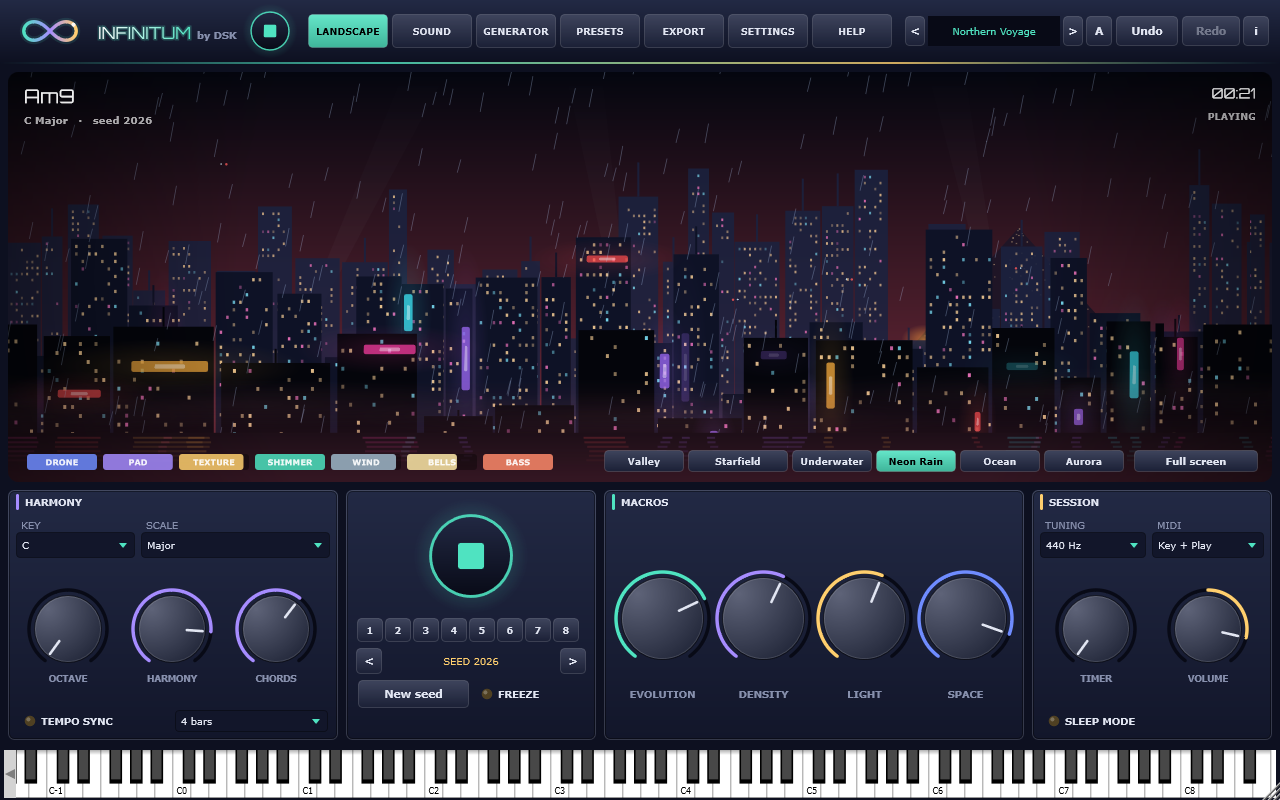 INFINITUM by DSK
LANDSCAPE
SOUND
GENERATOR
PRESETS
EXPORT
SETTINGS
HELP
<
Northern Voyage
>
A
Undo
Redo
i
Am9
C Major · seed 2026
00:21
PLAYING
DRONE
PAD
TEXTURE
SHIMMER
WIND
BELLS
BASS
Valley
Starfield
Underwater
Neon Rain
Ocean
Aurora
Full screen
HARMONY
KEY
SCALE
C
Major
OCTAVE
HARMONY
CHORDS
TEMPO SYNC
4 bars
1 2 3 4 5 6 7 8
<
SEED 2026
>
New seed
FREEZE
MACROS
EVOLUTION
DENSITY
LIGHT
SPACE
SESSION
TUNING
MIDI
440 Hz
Key + Play
TIMER
VOLUME
SLEEP MODE
C-1 C0 C1 C2 C3 C4 C5 C6 C7 C8